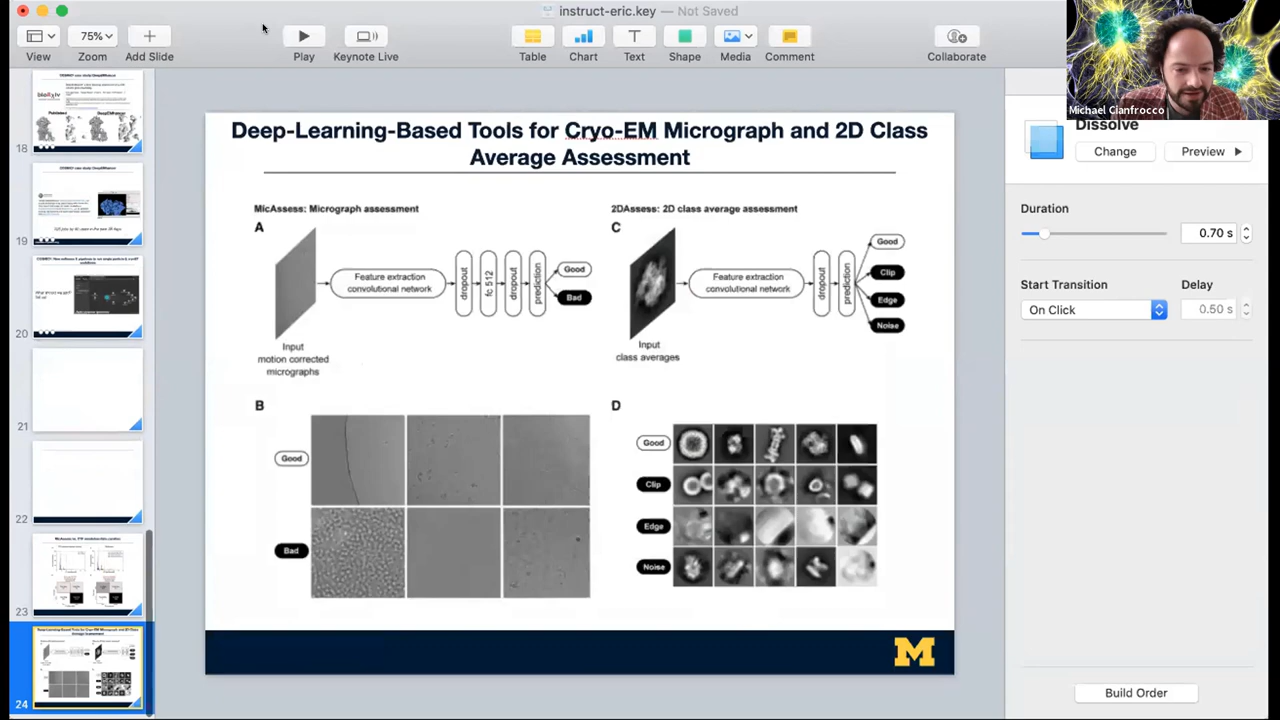 instruct-eric.key — Not Saved
View
75%
Zoom
Add Slide
Play
Keynote Live
Table
Chart
Text
Shape
Media
Comment
Collaborate
Michael Cianfrocco
18
19
20
21
22
23
24
Deep-Learning-Based Tools for Cryo-EM Micrograph and 2D Class
Average Assessment
MicAssess: Micrograph assessment
A
Feature extraction
convolutional network
dropout
fc 512
dropout
prediction
Good
Bad
Input
motion corrected
micrographs
2DAssess: 2D class average assessment
C
Feature extraction
convolutional network
dropout
prediction
Good
Clip
Edge
Noise
Input
class averages
B
Good
Bad
D
Good
Clip
Edge
Noise
M
Dissolve
Change
Preview
Duration
0.70 s
Start Transition
Delay
On Click
0.50 s
Build Order